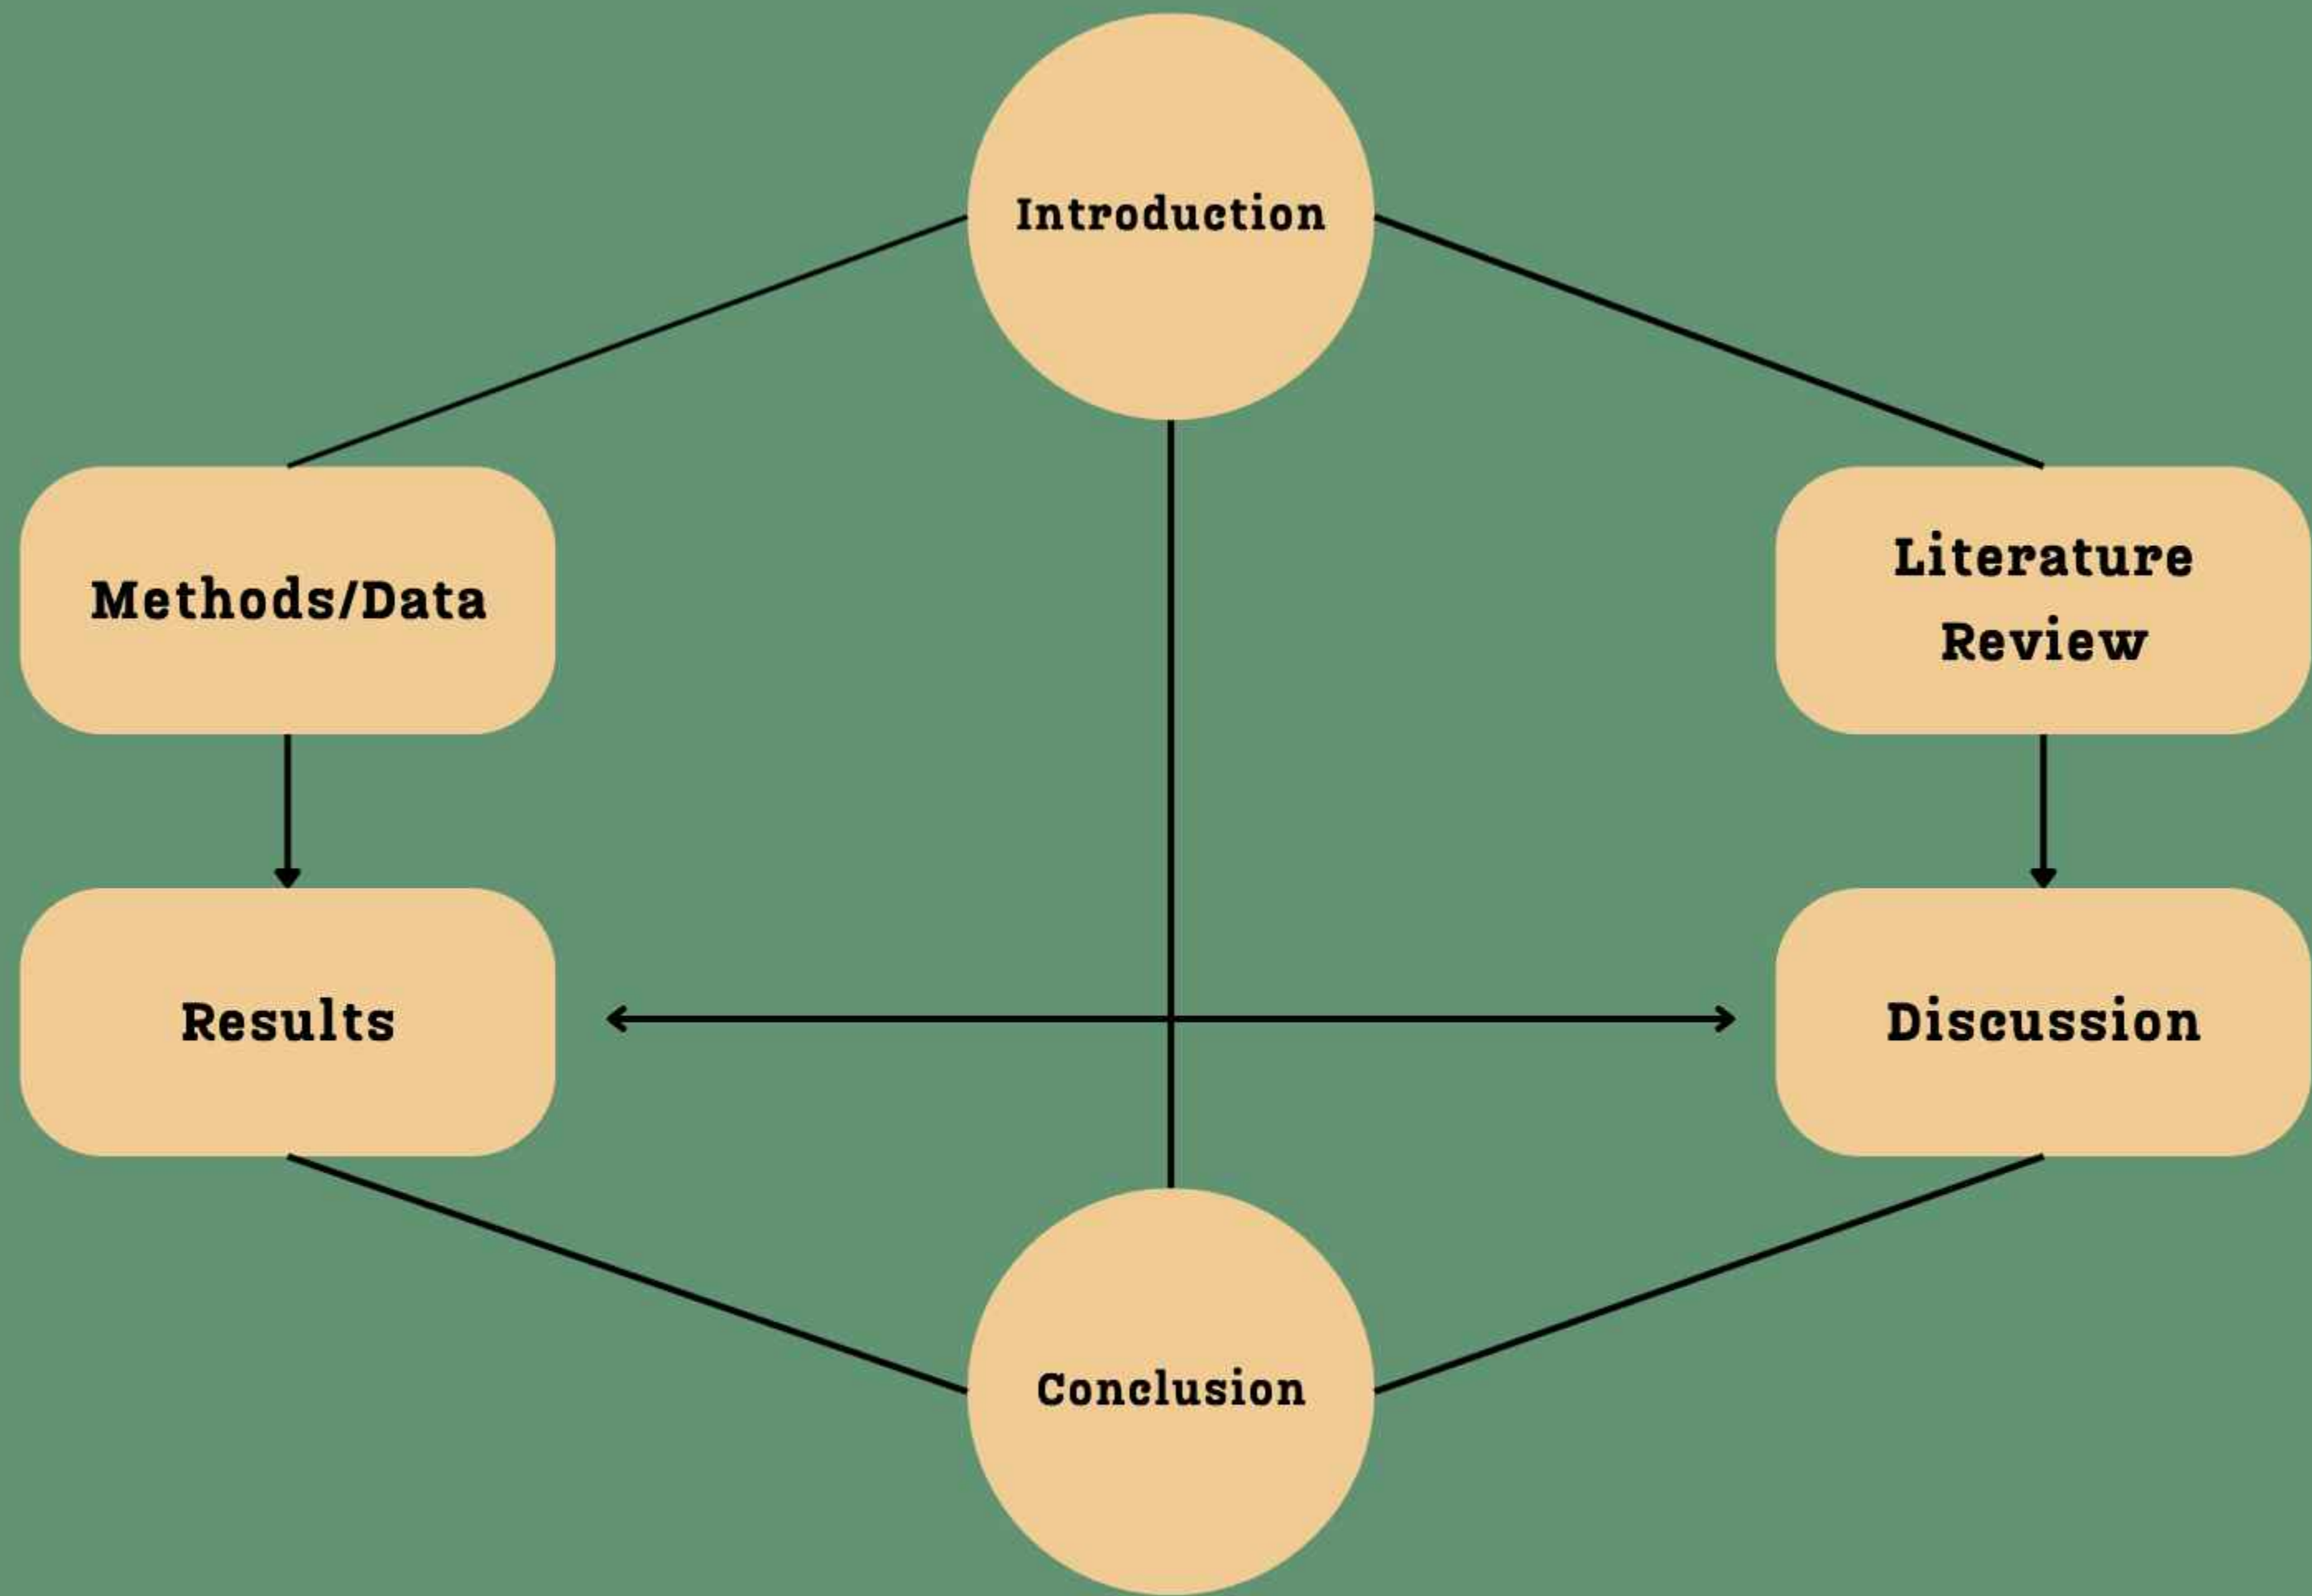 Introduction
Methods/Data
Literature
Review
Results
Discussion
Conclusion